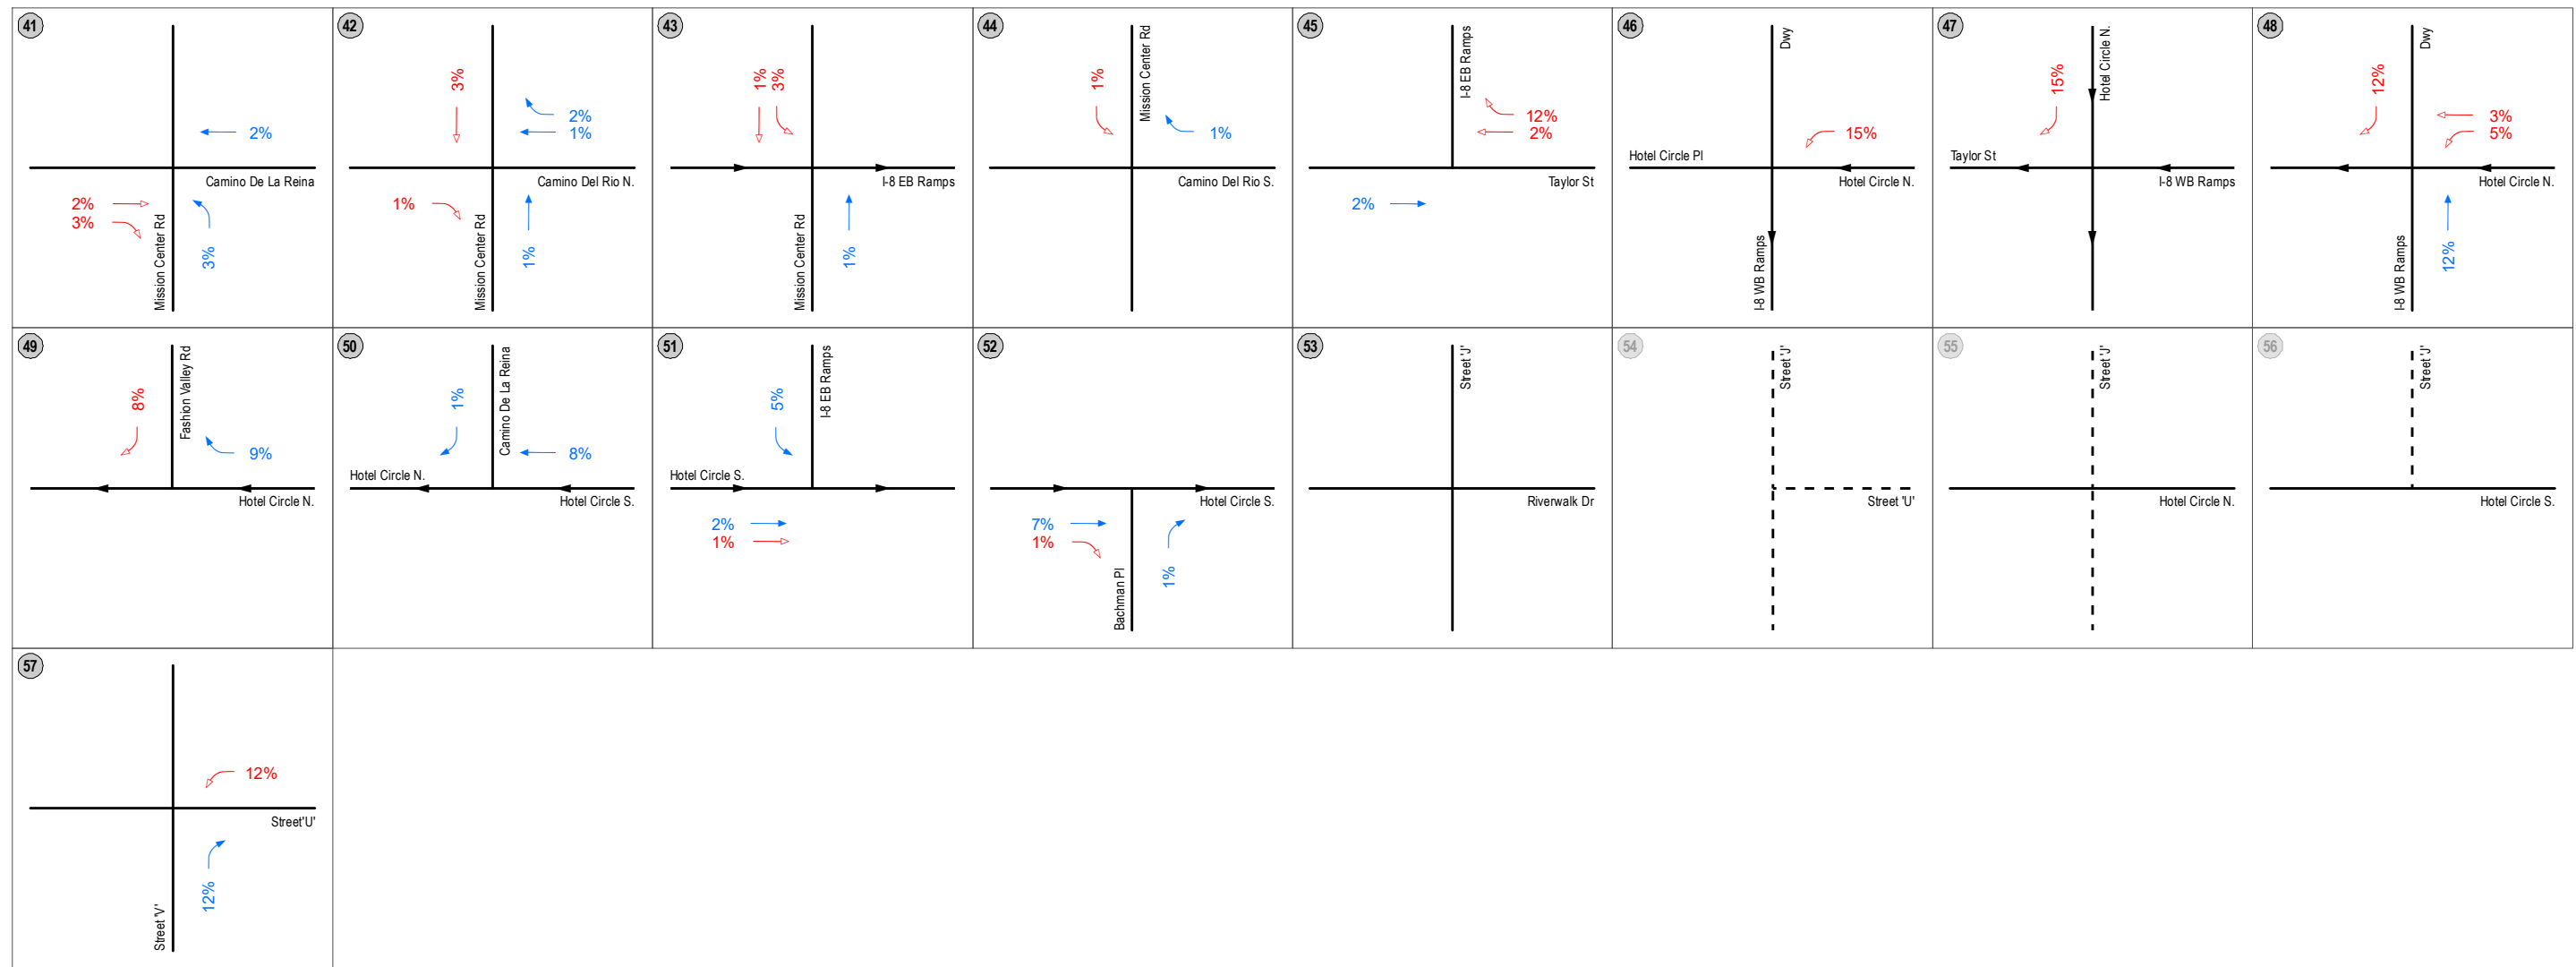 41
2%
Camino De La Reina
2%
3%
3%
Mission Center Rd
42
3%
2%
1%
Camino Del Rio N.
1%
1%
Mission Center Rd
43
1%
3%
I-8 EB Ramps
1%
Mission Center Rd
44
1%
Mission Center Rd
1%
Camino Del Rio S.
45
I-8 EB Ramps
12%
2%
Taylor St
2%
46
Dwy
15%
Hotel Circle Pl
Hotel Circle N.
I-8 WB Ramps
47
15%
Hotel Circle N.
Taylor St
I-8 WB Ramps
48
Dwy
12%
3%
5%
Hotel Circle N.
12%
I-8 WB Ramps
49
Fashion Valley Rd
8%
9%
Hotel Circle N.
50
Camino De La Reina
1%
8%
Hotel Circle N.
Hotel Circle S.
51
I-8 EB Ramps
5%
Hotel Circle S.
2%
1%
52
Hotel Circle S.
7%
1%
1%
Bachman Pl
53
Street 'J'
Riverwalk Dr
54
Street 'J'
Street 'U'
55
Street 'J'
Hotel Circle N.
56
Street 'J'
Hotel Circle S.
57
12%
Street'U'
12%
Street 'V'